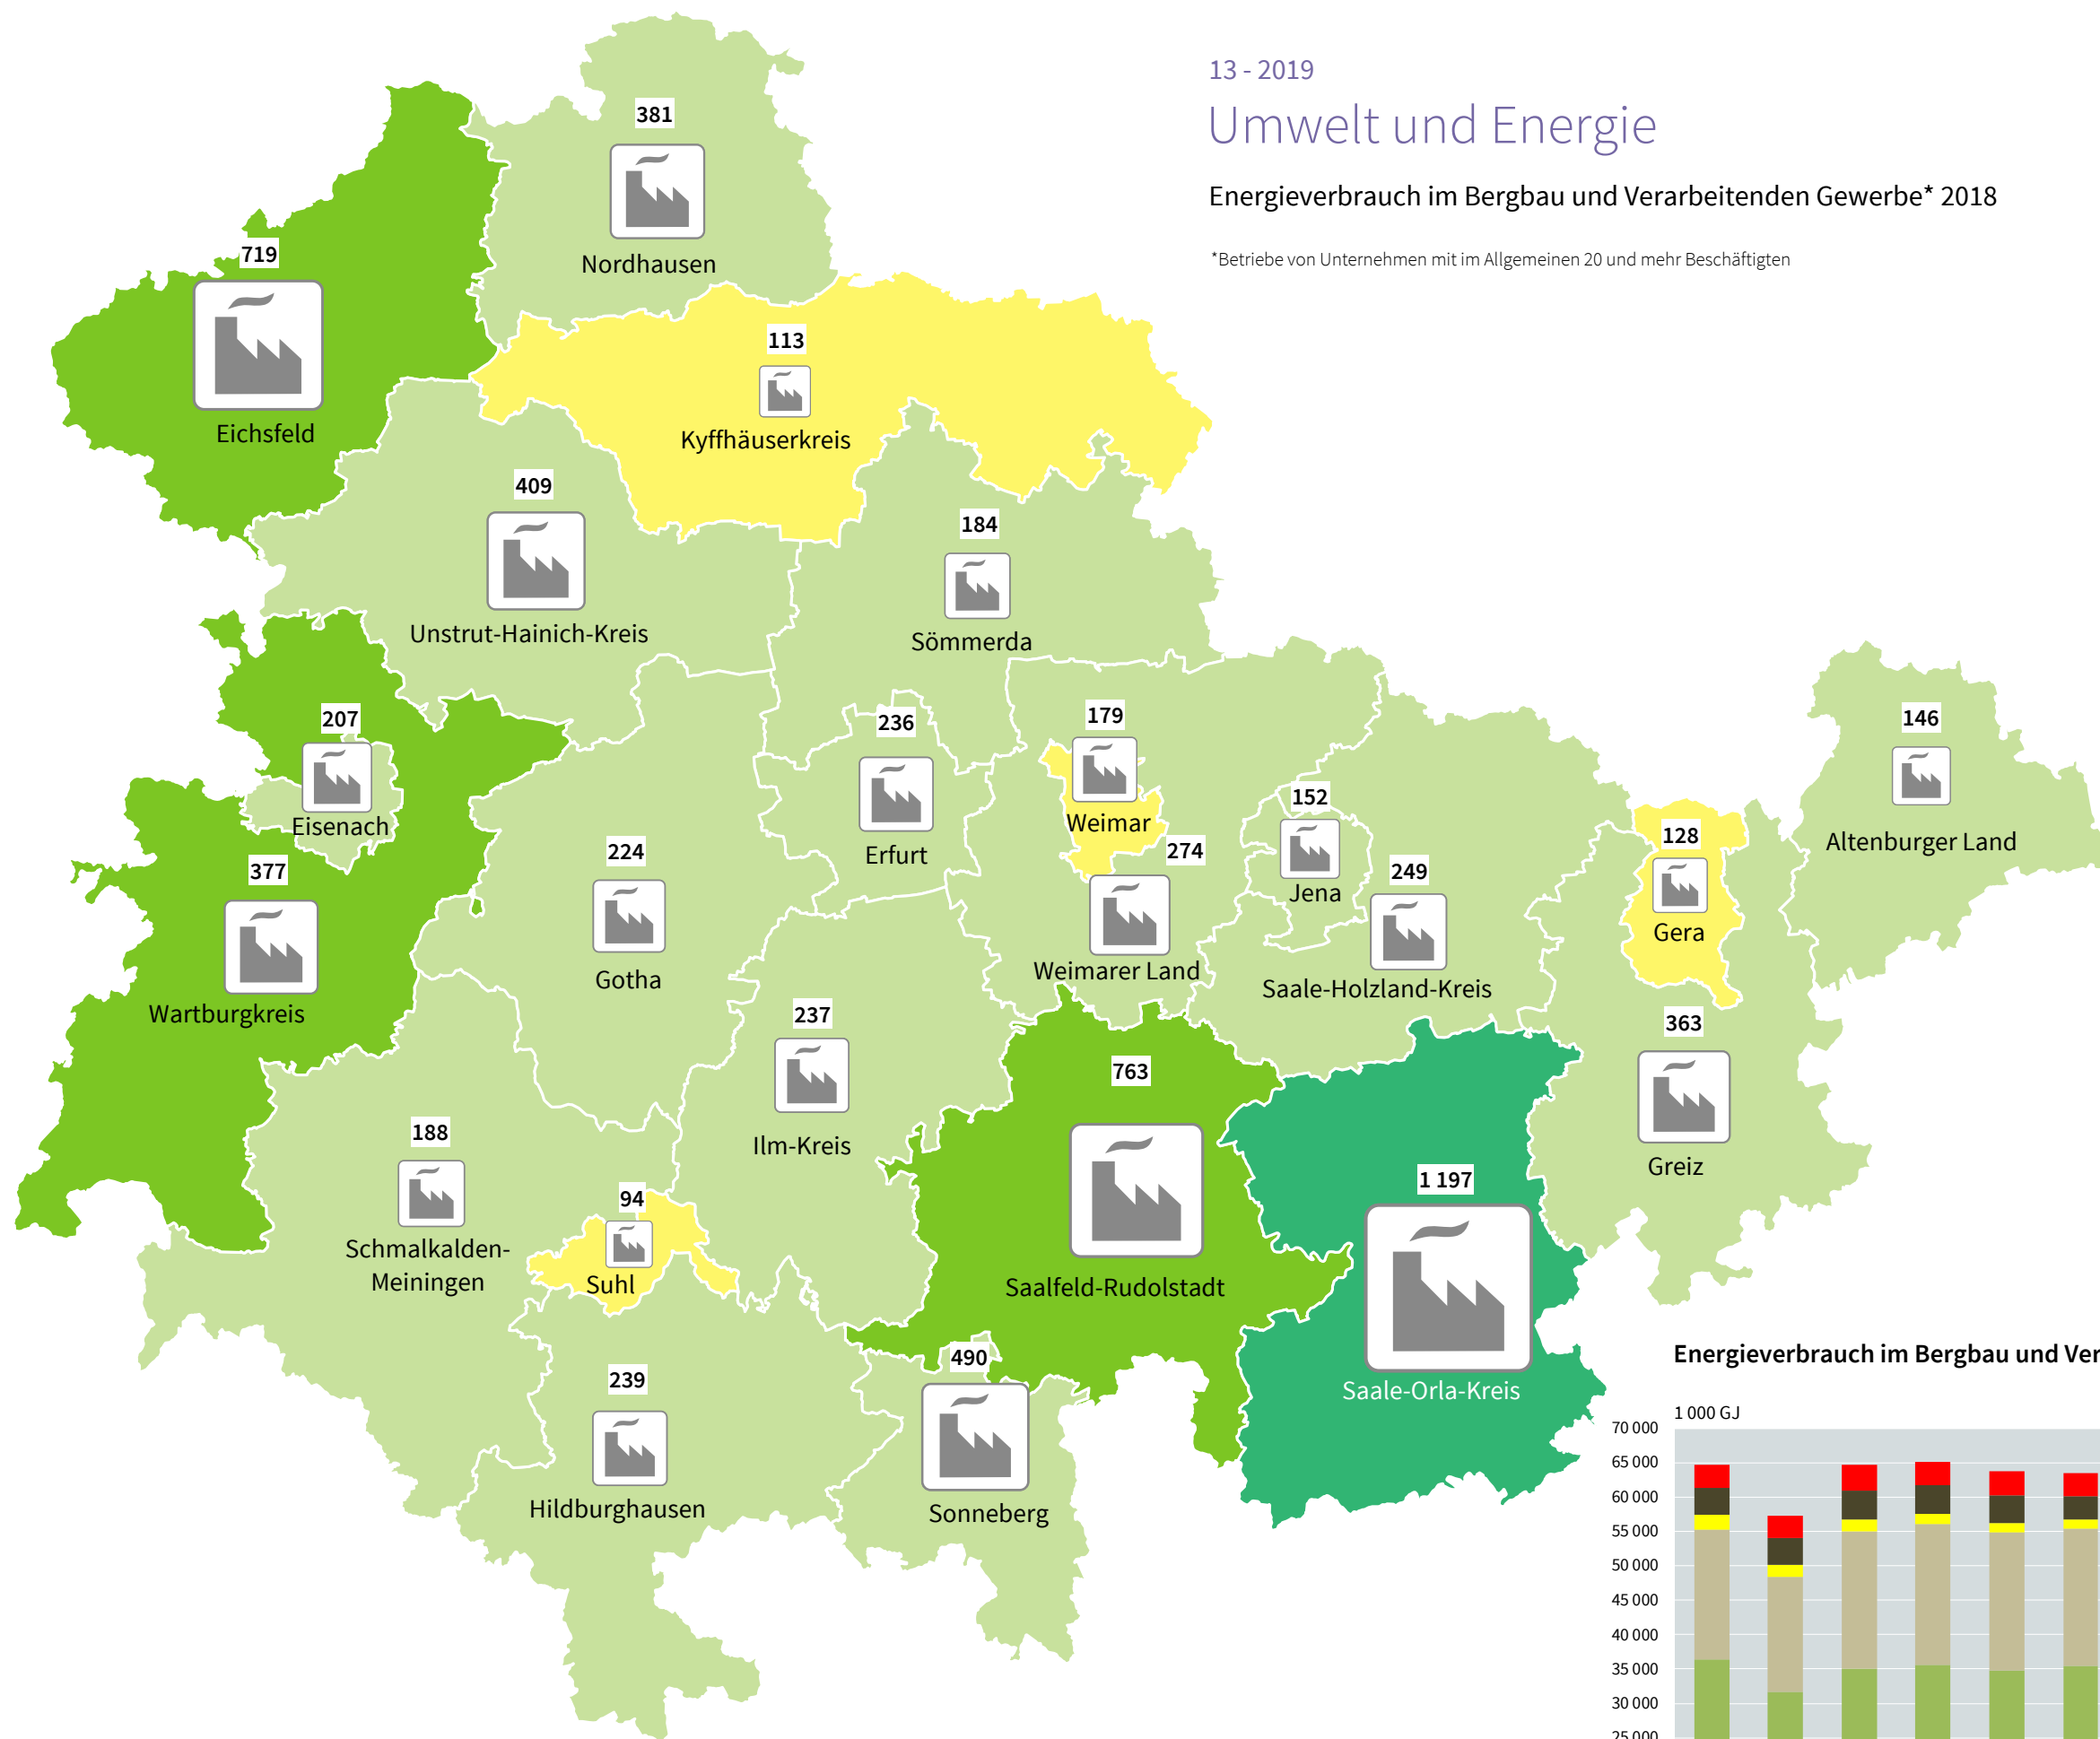 13 - 2019
Umwelt und Energie
Energieverbrauch im Bergbau und Verarbeitenden Gewerbe* 2018
*Betriebe von Unternehmen mit im Allgemeinen 20 und mehr Beschäftigten
381
Nordhausen
719
Eichsfeld
113
Kyffhäuserkreis
409
Unstrut-Hainich-Kreis
184
Sömmerda
207
Eisenach
236
Erfurt
179
Weimar
146
Altenburger Land
152
Jena
128
Gera
224
Gotha
274
Weimarer Land
249
Saale-Holzland-Kreis
377
Wartburgkreis
237
Ilm-Kreis
363
Greiz
763
Saalfeld-Rudolstadt
188
Schmalkalden-
Meiningen
94
Suhl
1 197
Saale-Orla-Kreis
239
Hildburghausen
490
Sonneberg
Energieverbrauch im Bergbau und Ver
1 000 GJ
70 000
65 000
60 000
55 000
50 000
45 000
40 000
35 000
30 000
25 000